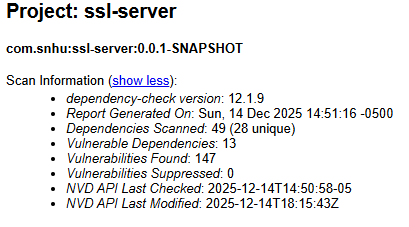 Project: ssl-server
com.snhu:ssl-server:0.0.1-SNAPSHOT
Scan Information (show less):
• dependency-check version: 12.1.9
• Report Generated On: Sun, 14 Dec 2025 14:51:16 -0500
• Dependencies Scanned: 49 (28 unique)
• Vulnerable Dependencies: 13
• Vulnerabilities Found: 147
• Vulnerabilities Suppressed: 0
• NVD API Last Checked: 2025-12-14T14:50:58-05
• NVD API Last Modified: 2025-12-14T18:15:43Z